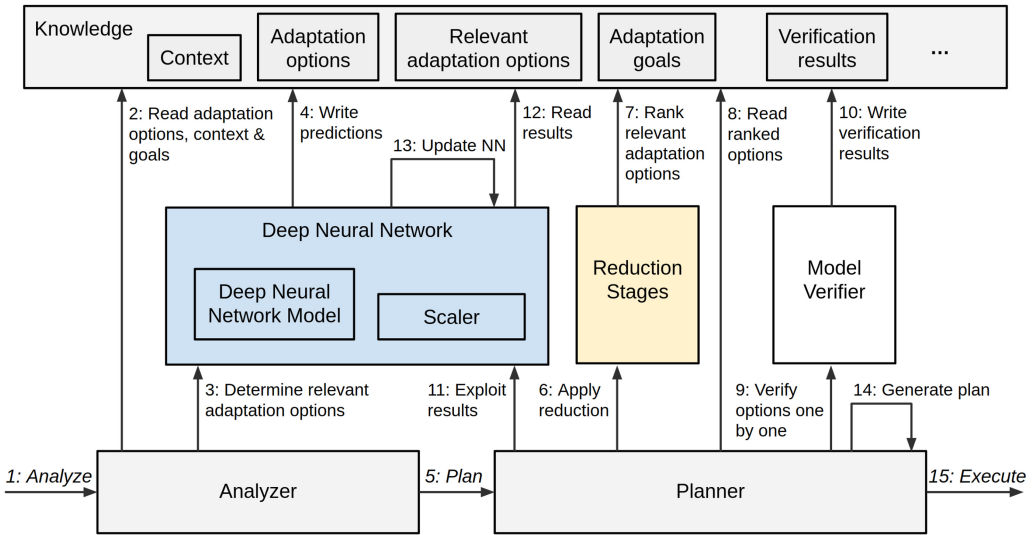 Knowledge
Context
Adaptation
options
Relevant
adaptation options
Adaptation
goals
Verification
results
...
2: Read adaptation
options, context &
goals
4: Write
predictions
13: Update NN
12: Read
results
7: Rank
relevant
adaptation
options
8: Read
ranked
options
10: Write
verification
results
Deep Neural Network
Deep Neural
Network Model
Scaler
Reduction
Stages
Model
Verifier
3: Determine relevant
adaptation options
11: Exploit
results
6: Apply
reduction
9: Verify
options one
by one
14: Generate plan
1: Analyze
Analyzer
5: Plan
Planner
15: Execute